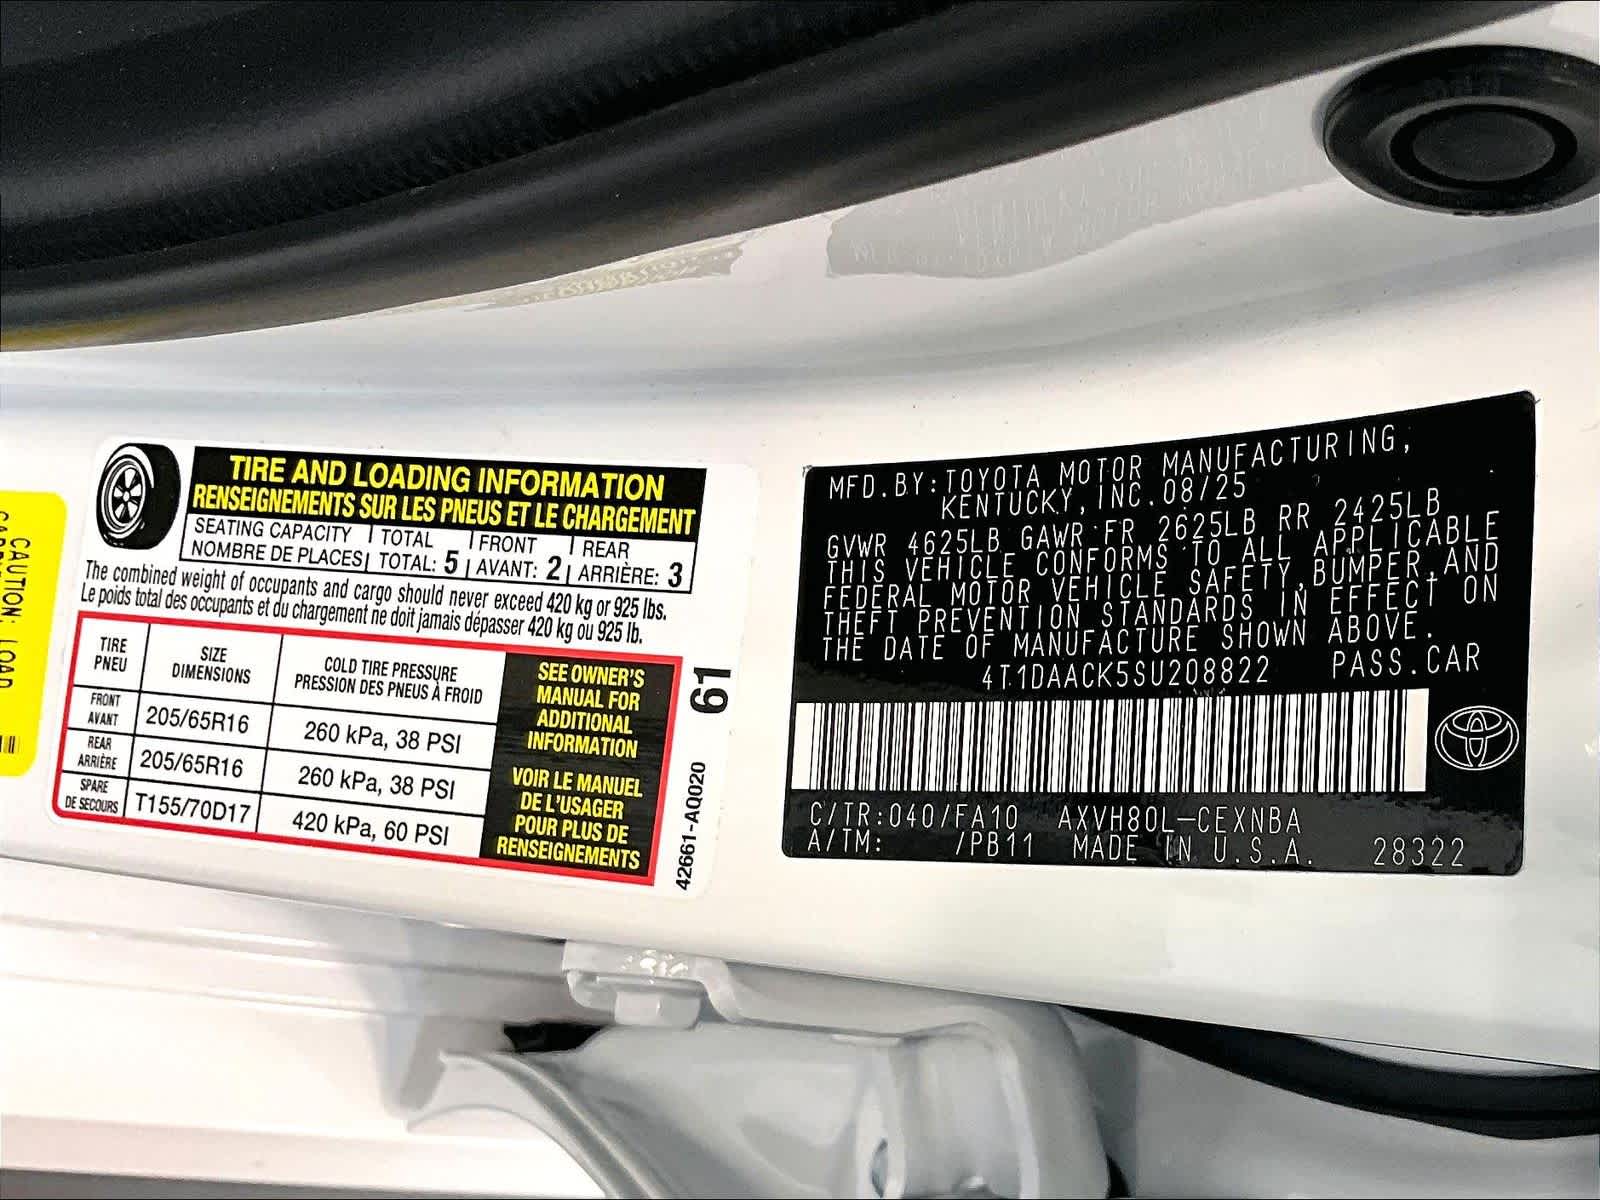 CAUTION: LOAD
TIRE AND LOADING INFORMATION
RENSEIGNEMENTS SUR LES PNEUS ET LE CHARGEMENT
SEATING CAPACITY
NOMBRE DE PLACES
TOTAL
TOTAL: 5
FRONT
AVANT: 2
REAR
ARRIÈRE: 3
The combined weight of occupants and cargo should never exceed 420 kg or 925 lbs.
Le poids total des occupants et du chargement ne doit jamais dépasser 420 kg ou 925 lb.
TIRE
PNEU
SIZE
DIMENSIONS
COLD TIRE PRESSURE
PRESSION DES PNEUS À FROID
FRONT
AVANT
205/65R16
260 kPa, 38 PSI
REAR
ARRIÈRE
205/65R16
260 kPa, 38 PSI
SPARE
DE SECOURS
T155/70D17
420 kPa, 60 PSI
SEE OWNER'S
MANUAL FOR
ADDITIONAL
INFORMATION
VOIR LE MANUEL
DE L'USAGER
POUR PLUS DE
RENSEIGNEMENTS
61
42661-AQ020
MFD.BY:TOYOTA MOTOR MANUFACTURING,
KENTUCKY,INC.08/25
GVWR 4625LB GAWR FR 2625LB RR 2425LB
THIS VEHICLE CONFORMS TO ALL APPLICABLE
FEDERAL MOTOR VEHICLE SAFETY,BUMPER,AND
THEFT PREVENTION STANDARDS IN EFFECT ON
THE DATE OF MANUFACTURE SHOWN ABOVE.
4T1DAACK5SU208822 PASS.CAR
C/TR:040/FA10 AXVH80L-CEXNBA
A/TM: /PB11 MADE IN U.S.A. 28322